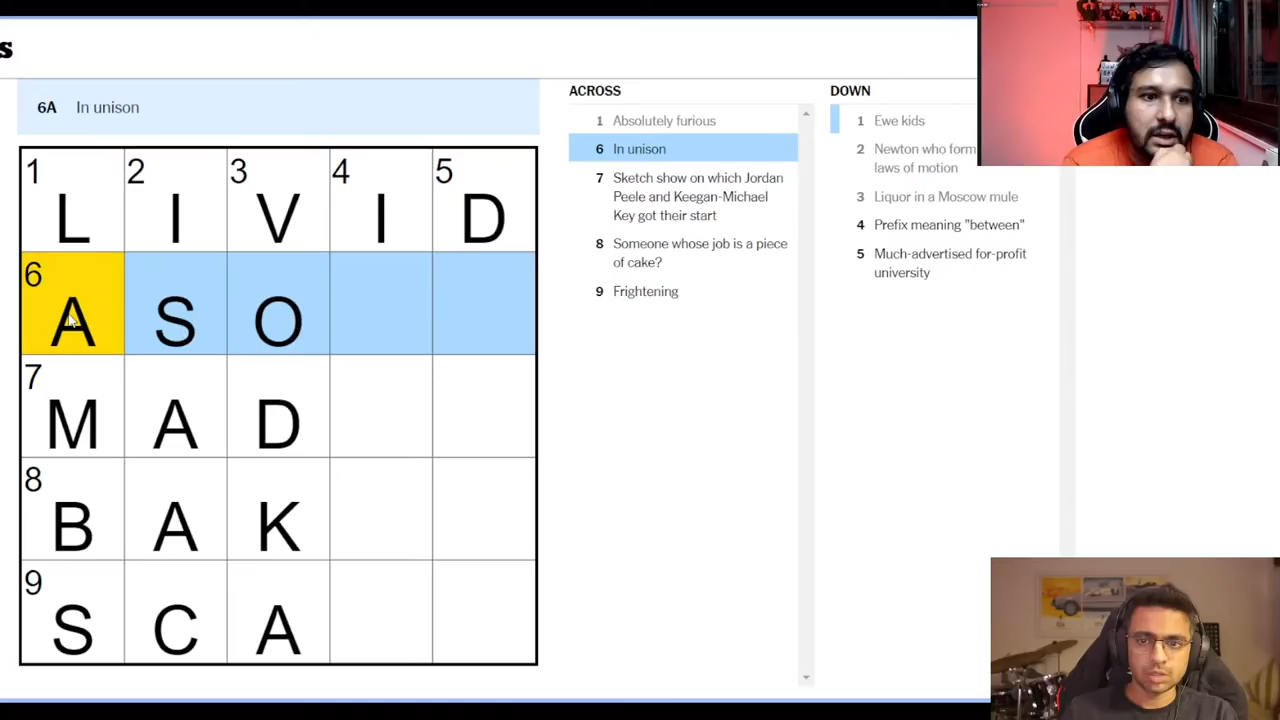 s
6A In unison
1 2 3 4 5
L I V I D
6
A S O
7
M A D
8
B A K
9
S C A
ACROSS
1 Absolutely furious
6 In unison
7 Sketch show on which Jordan
Peele and Keegan-Michael
Key got their start
8 Someone whose job is a piece
of cake?
9 Frightening
DOWN
1 Ewe kids
2 Newton who form
laws of motion
3 Liquor in a Moscow mule
4 Prefix meaning "between"
5 Much-advertised for-profit
university